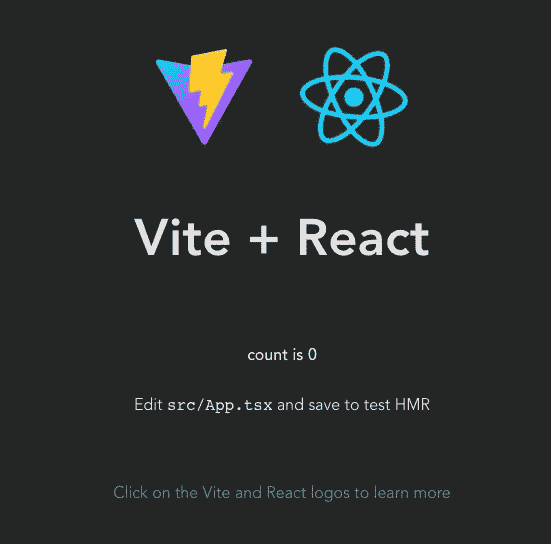 Vite + React
count is 0
Edit src/App.tsx and save to test HMR
Click on the Vite and React logos to learn more